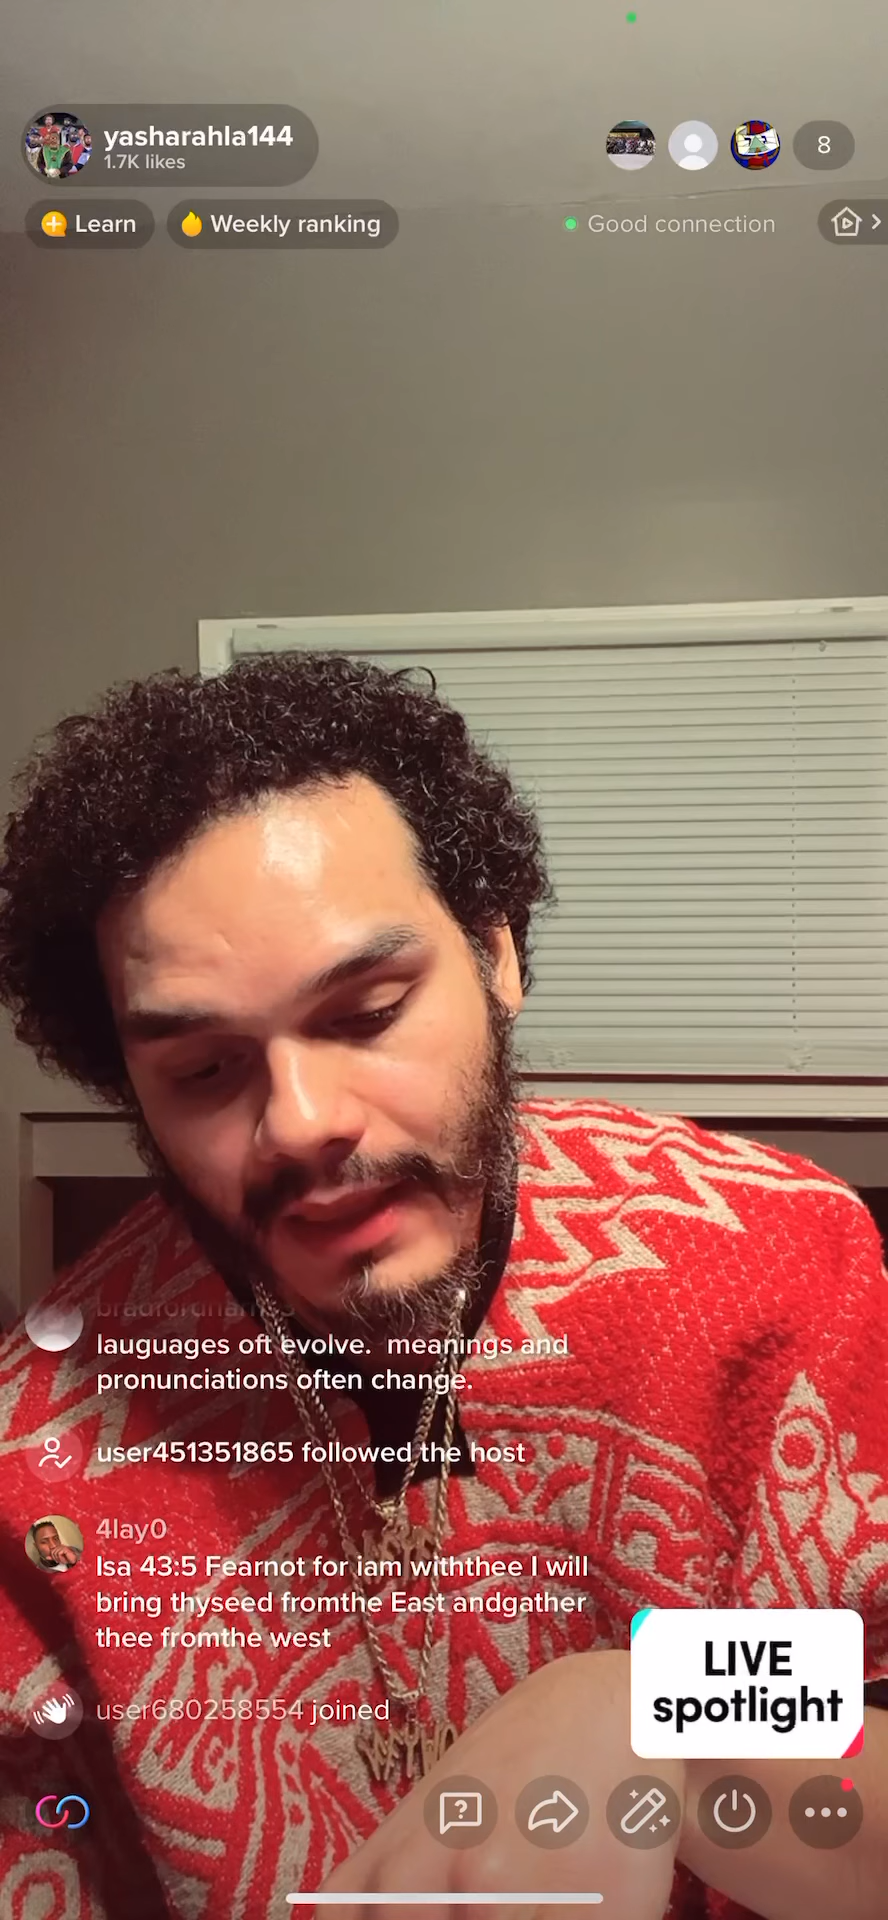 yasharahla144
1.7K likes
8
Learn
Weekly ranking
Good connection
lauguages oft evolve.  meanings and
pronunciations often change.
user451351865 followed the host
4lay0
Isa 43:5 Fearnot for iam withthee I will
bring thyseed fromthe East andgather
thee fromthe west
user680258554 joined
LIVE
spotlight